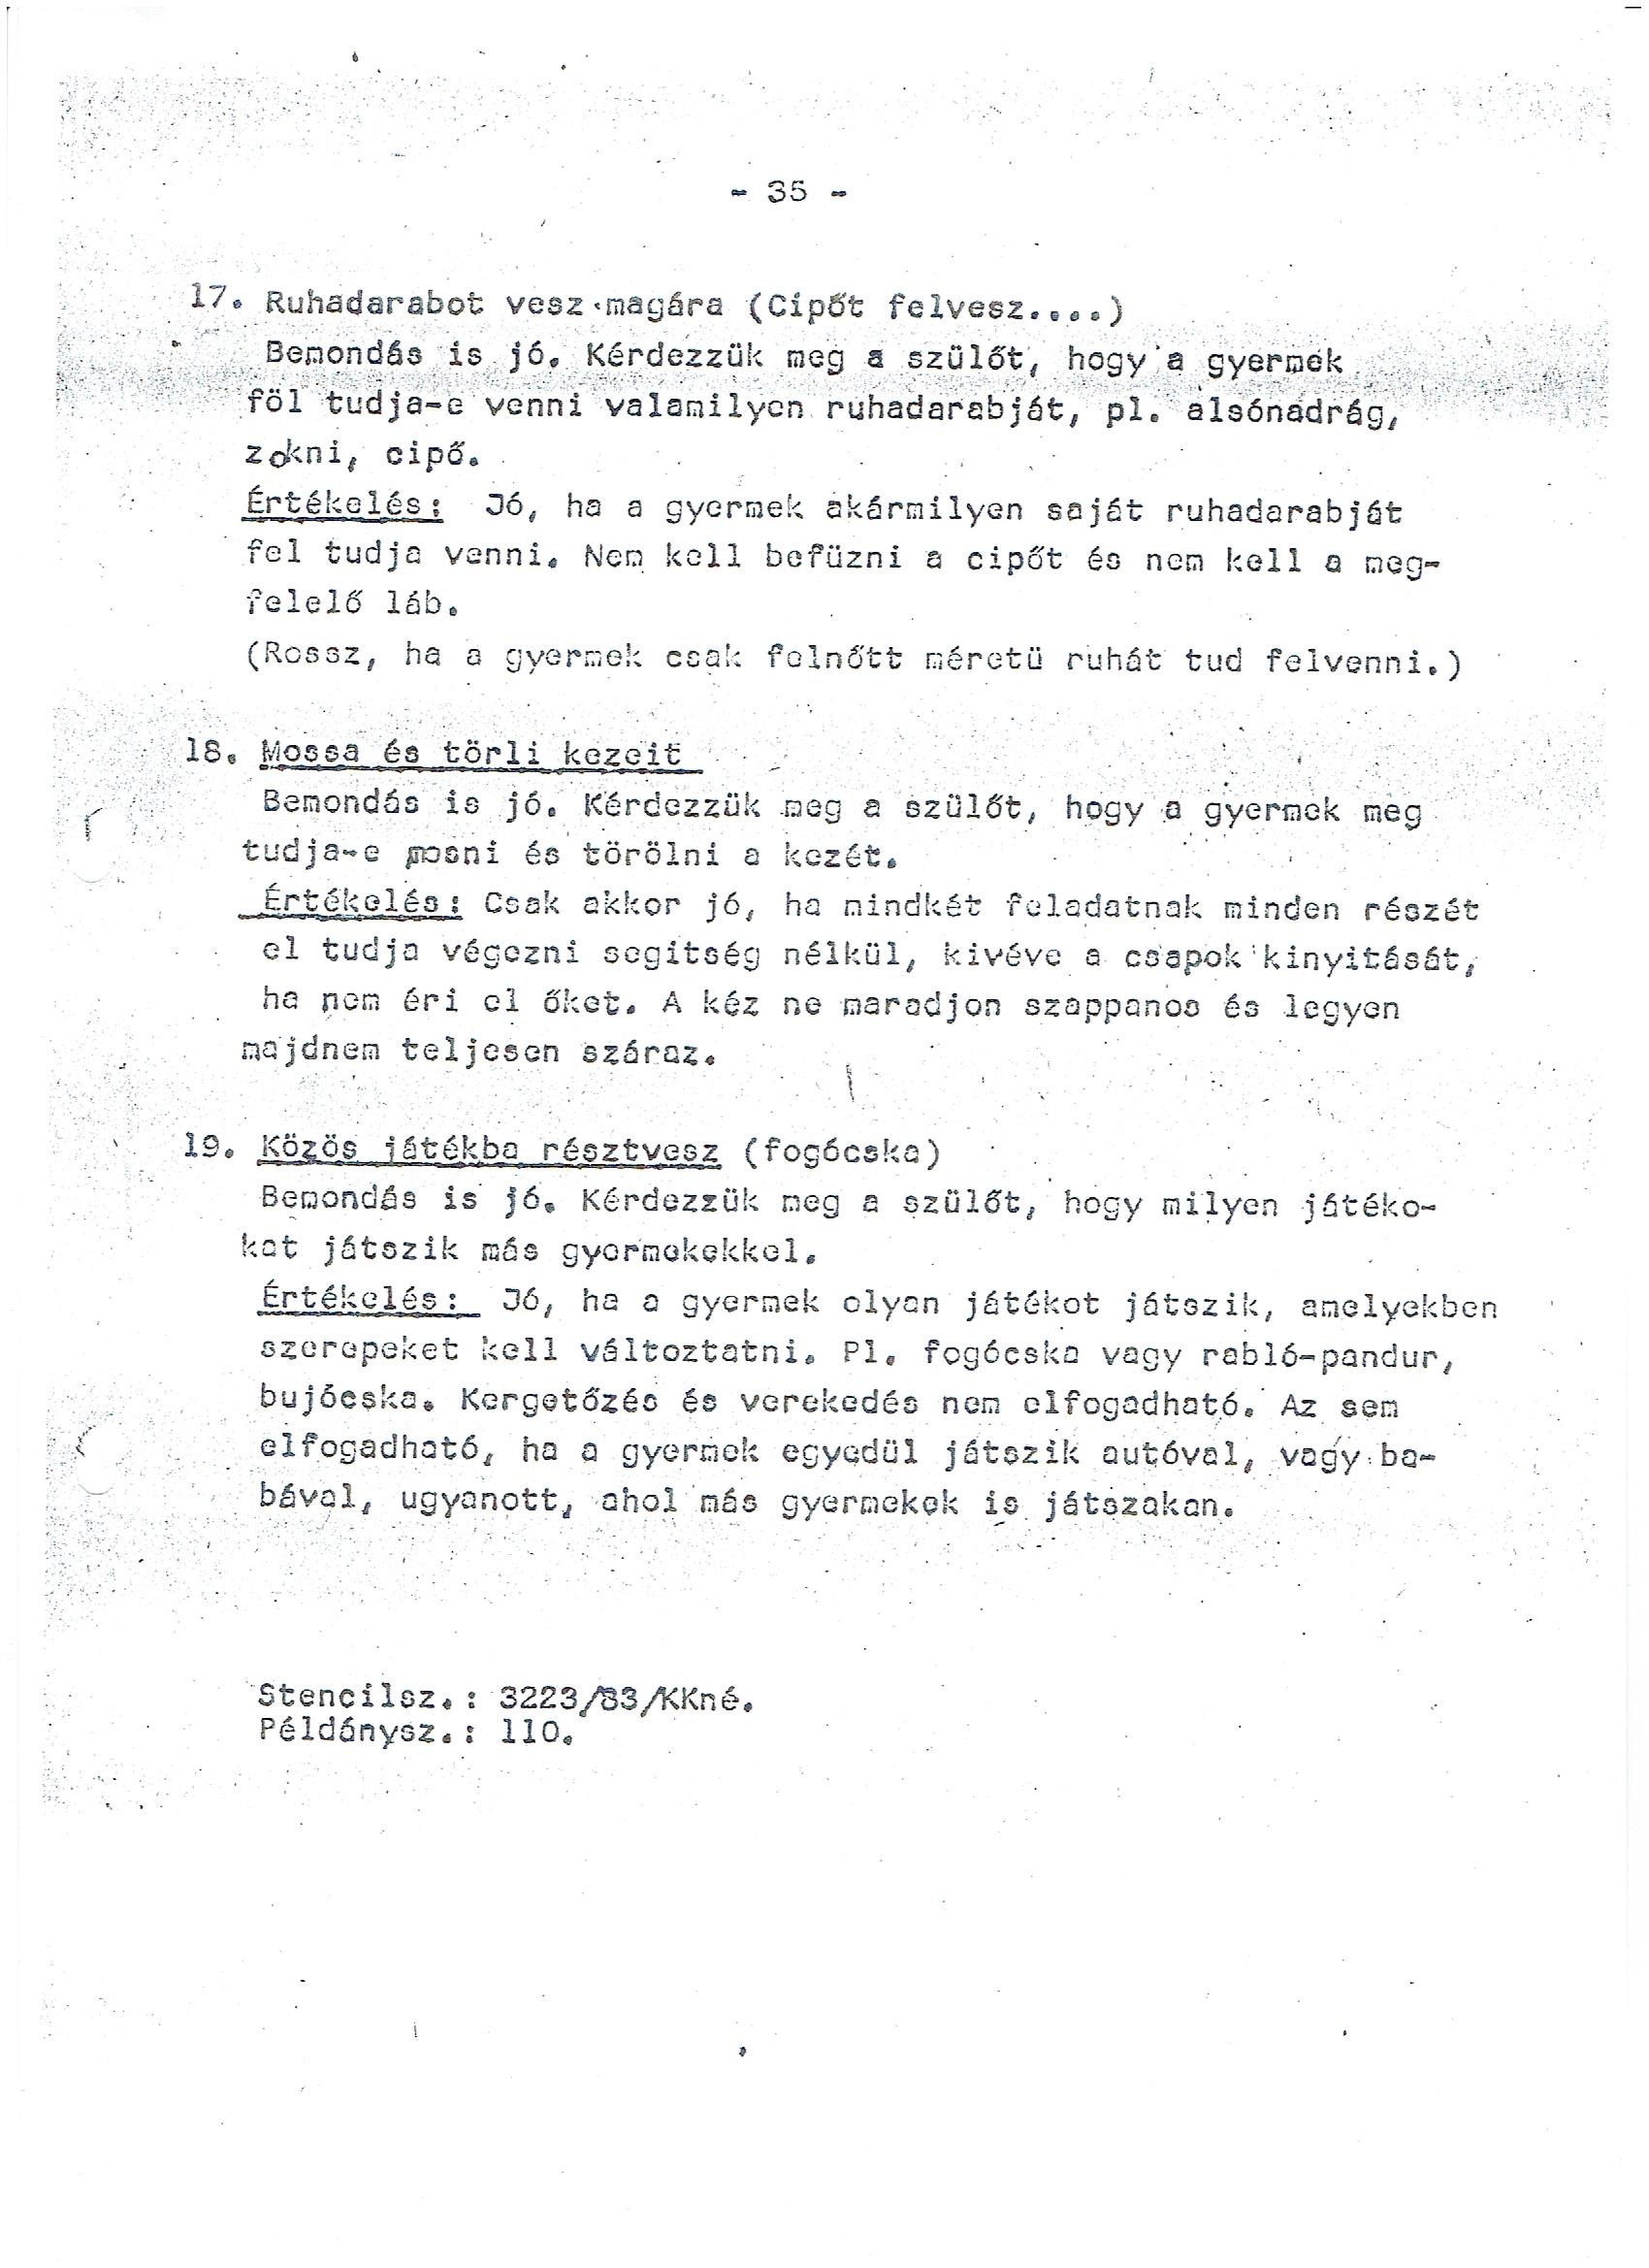 - 35 -
17. Ruhadarabot vesz magára (Cipőt felvesz....)
Bemondás is jó. Kérdezzük meg a szülőt, hogy a gyermek
föl tudja-e venni valamilyen ruhadarabját, pl. alsónadrág,
zokni, cipő.
Értékelés: Jó, ha a gyermek akármilyen saját ruhadarabját
fel tudja venni. Nem kell befüzni a cipőt és nem kell a meg-
felelő láb.
(Rossz, ha a gyermek csak felnőtt méretü ruhát tud felvenni.)
18. Mossa és törli kezeit
Bemondás is jó. Kérdezzük meg a szülőt, hogy a gyermek meg
tudja-e mosni és törölni a kezét.
Értékelés: Csak akkor jó, ha mindkét feladatnak minden részét
el tudja végezni segitség nélkül, kivéve a csapok kinyitását,
ha nem éri el őket. A kéz ne maradjon szappanos és legyen
majdnem teljesen száraz.
19. Közös játékba résztvesz (fogócska)
Bemondás is jó. Kérdezzük meg a szülőt, hogy milyen játéko-
kat játszik más gyermekekkel.
Értékelés: Jó, ha a gyermek olyan játékot játszik, amelyekben
szerepeket kell változtatni. Pl. fogócska vagy rabló-pandur,
bujócska. Kergetőzés és verekedés nem elfogadható. Az sem
elfogadható, ha a gyermek egyedül játszik autóval, vagy ba-
bával, ugyanott, ahol más gyermekek is játszakan.
Stencilsz.: 3223/83/KKné.
Példánysz.: 110.